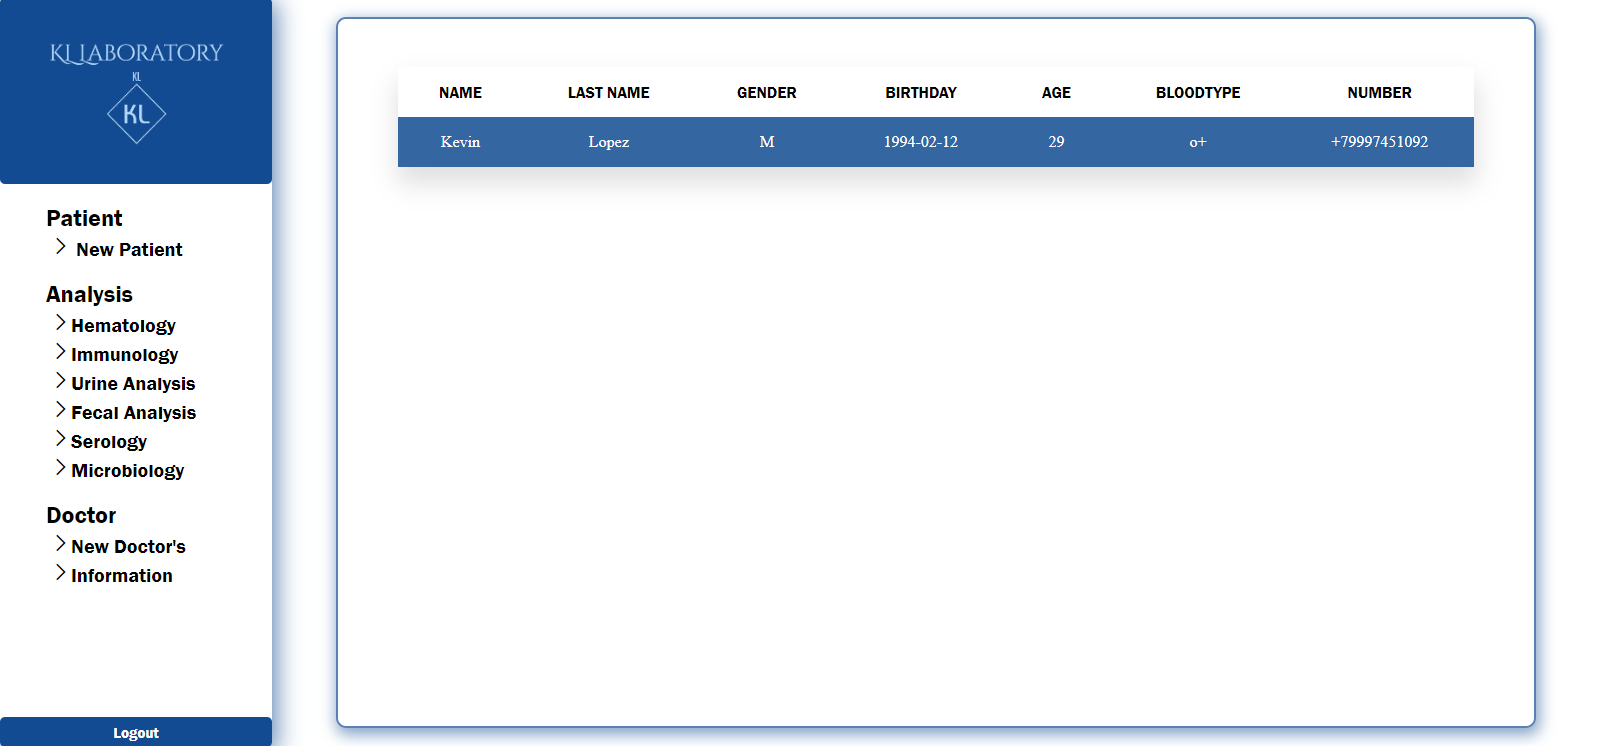 KL LABORATORY
KL
KL
Patient
New Patient
Analysis
Hematology
Immunology
Urine Analysis
Fecal Analysis
Serology
Microbiology
Doctor
New Doctor's
Information
Logout
NAME LAST NAME GENDER BIRTHDAY AGE BLOODTYPE NUMBER
Kevin Lopez M 1994-02-12 29 o+ +79997451092